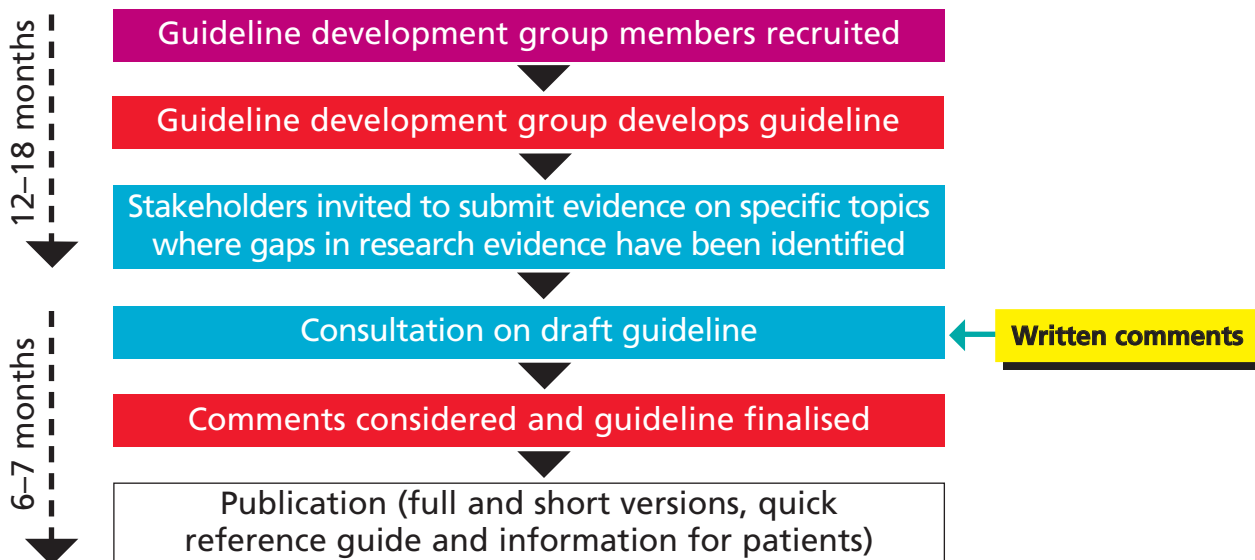 12–18 months
Guideline development group members recruited
Guideline development group develops guideline
Stakeholders invited to submit evidence on specific topics
where gaps in research evidence have been identified
6–7 months
Consultation on draft guideline
Written comments
Comments considered and guideline finalised
Publication (full and short versions, quick
reference guide and information for patients)